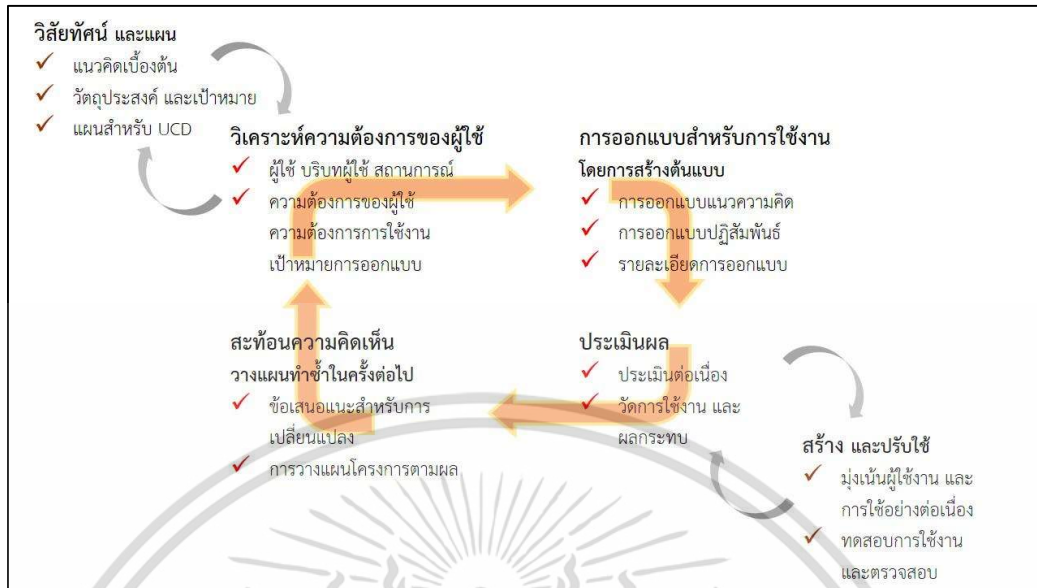 วิสัยทัศน์ และแผน
แนวคิดเบื้องต้น
วัตถุประสงค์ และเป้าหมาย
แผนสำหรับ UCD
วิเคราะห์ความต้องการของผู้ใช้
ผู้ใช้ บริบทผู้ใช้ สถานการณ์
ความต้องการของผู้ใช้
ความต้องการการใช้งาน
เป้าหมายการออกแบบ
การออกแบบสำหรับการใช้งาน
โดยการสร้างต้นแบบ
การออกแบบแนวความคิด
การออกแบบปฏิสัมพันธ์
รายละเอียดการออกแบบ
สะท้อนความคิดเห็น
วางแผนทำซ้ำในครั้งต่อไป
ข้อเสนอแนะสำหรับการ
เปลี่ยนแปลง
การวางแผนโครงการตามผล
ประเมินผล
ประเมินต่อเนื่อง
วัดการใช้งาน และ
ผลกระทบ
สร้าง และปรับใช้
มุ่งเน้นผู้ใช้งาน และ
การใช้อย่างต่อเนื่อง
ทดสอบการใช้งาน
และตรวจสอบ